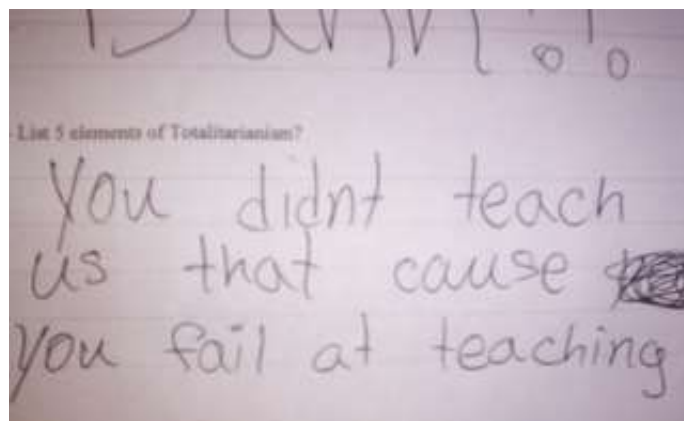 - List 5 elements of Totalitarianism?
You didnt teach
us that cause
you fail at teaching